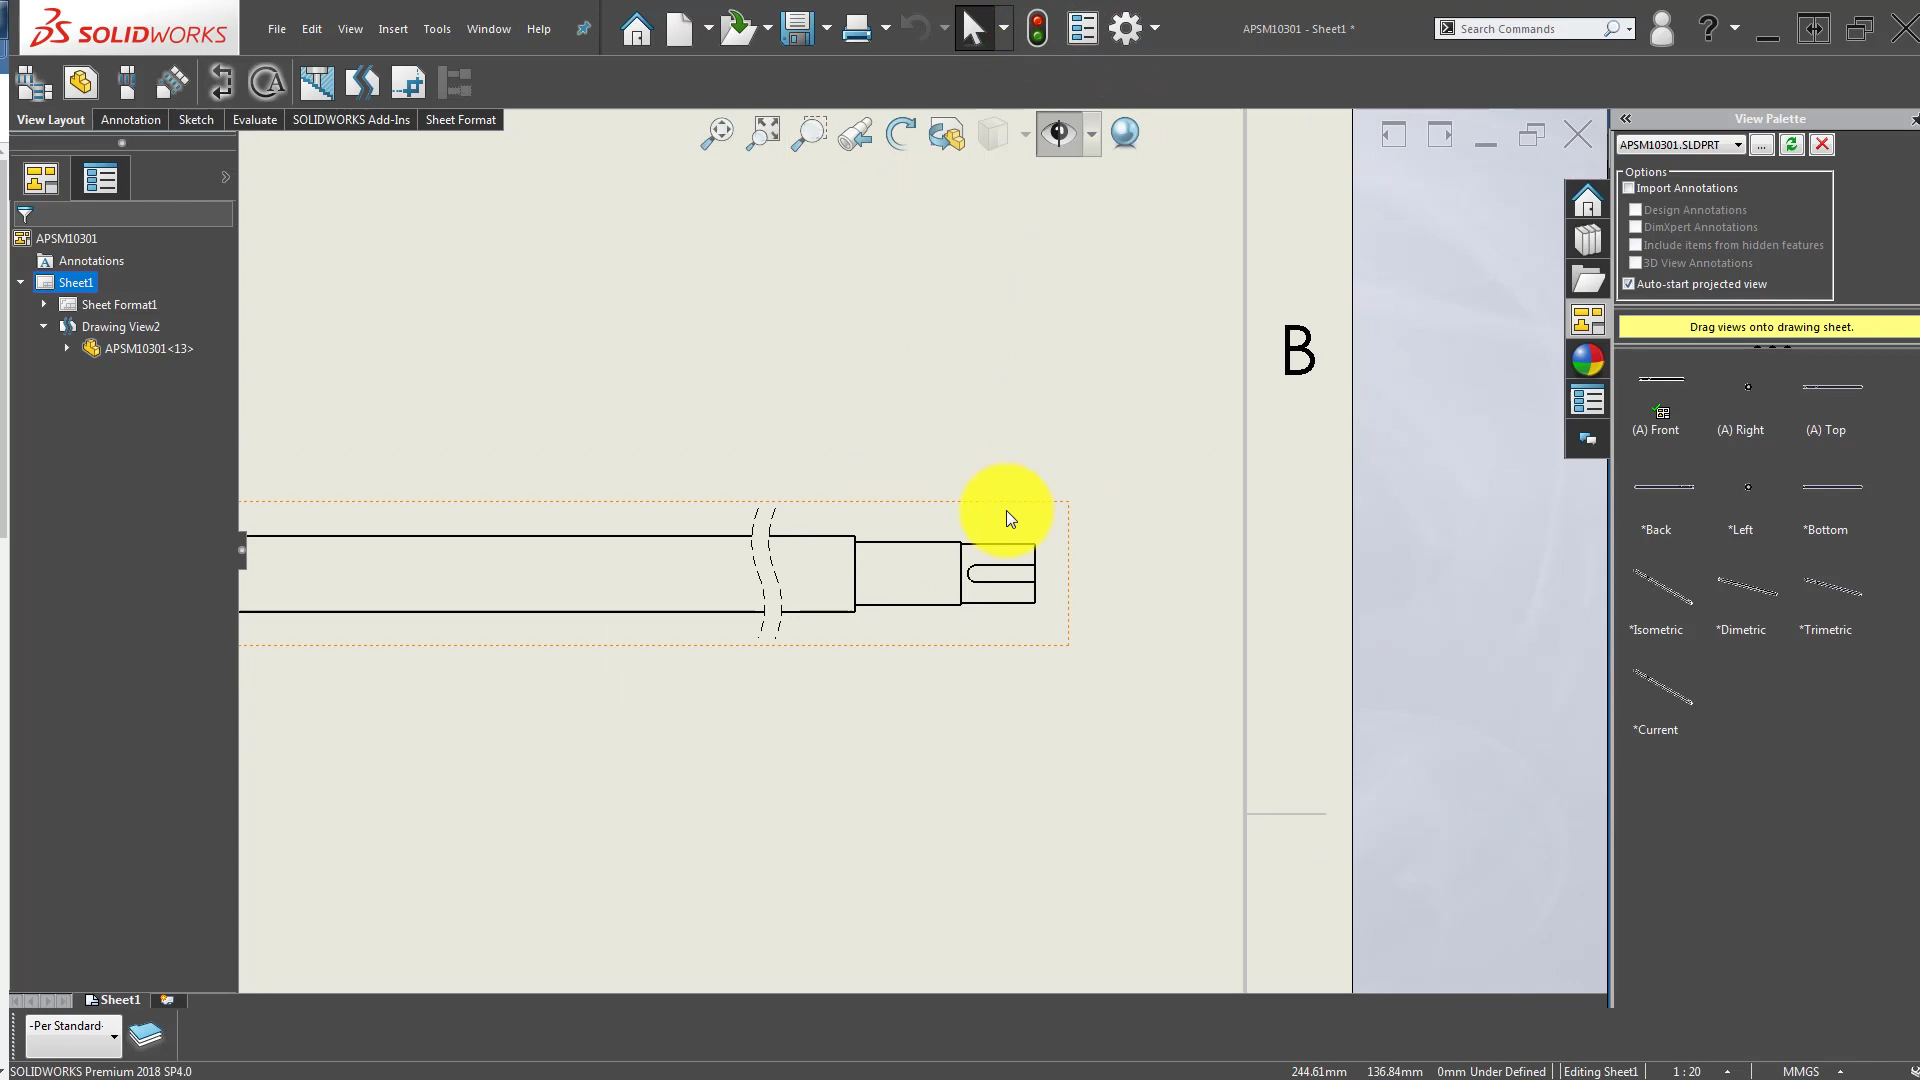 SOLIDWORKS
File Edit View Insert Tools Window Help
APSM10301 - Sheet1 *
Search Commands
View Layout Annotation Sketch Evaluate SOLIDWORKS Add-Ins Sheet Format
View Palette
APSM10301.SLDPRT
...
Options
Import Annotations
Design Annotations
DimXpert Annotations
Include items from hidden features
3D View Annotations
Auto-start projected view
Drag views onto drawing sheet.
(A) Front (A) Right (A) Top
*Back *Left *Bottom
*Isometric *Dimetric *Trimetric
*Current
APSM10301
Annotations
Sheet1
Sheet Format1
Drawing View2
APSM10301<13>
B
Sheet1
-Per Standard-
SOLIDWORKS Premium 2018 SP4.0
244.61mm 136.84mm 0mm Under Defined Editing Sheet1 1 : 20 MMGS